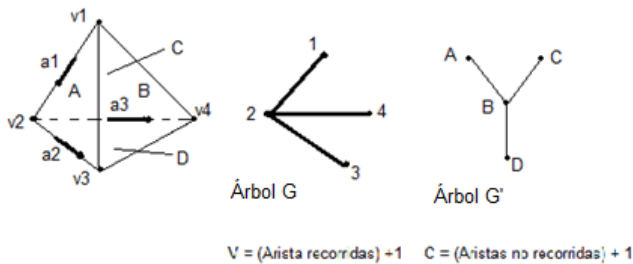 v1
C
a1
A
B
a3
v2
v4
a2
D
v3
1
2
4
3
Árbol G
A
C
B
D
Árbol G'
V = (Arista recorridas) +1
C = (Aristas no recorridas) + 1